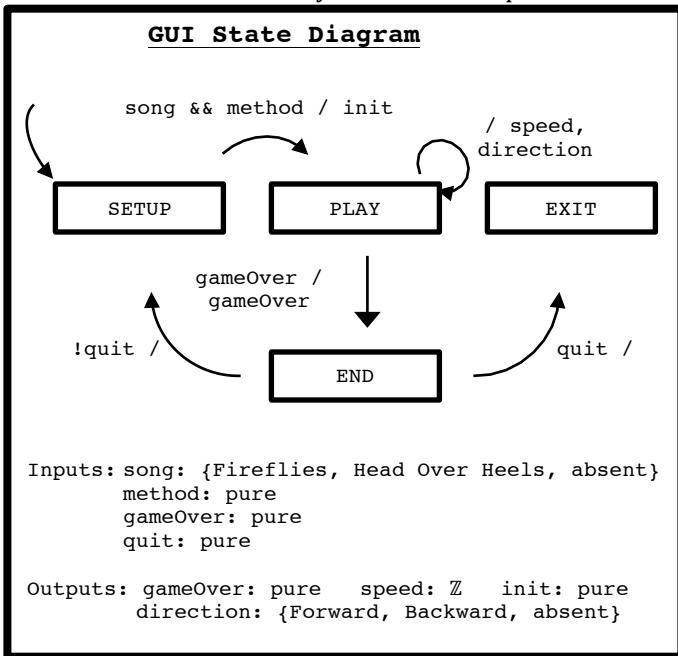 GUI State Diagram
song && method / init
/ speed,
direction
SETUP
PLAY
EXIT
gameOver /
gameOver
!quit /
END
quit /
Inputs: song: {Fireflies, Head Over Heels, absent}
method: pure
gameOver: pure
quit: pure
Outputs: gameOver: pure speed: ℤ init: pure
direction: {Forward, Backward, absent}